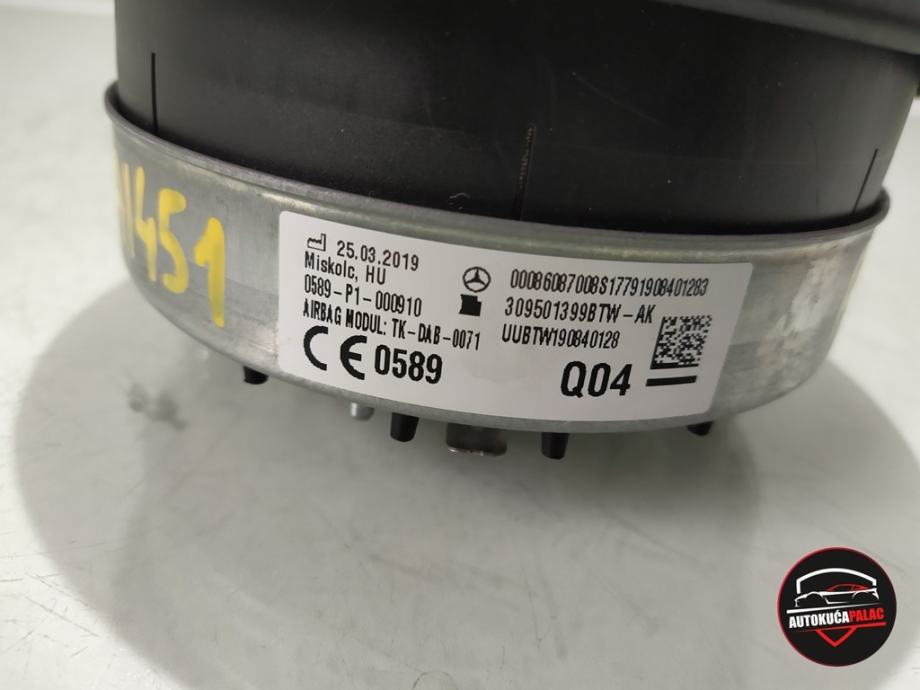 1451
25.03.2019
Miskolc, HU
0589-P1-000910
AIRBAG MODUL: TK-DAB-0071
CE 0589
00086087008S17791908401283
309501399BTW-AK
UUBTW190840128
Q04
AUTOKUĆAPALAC